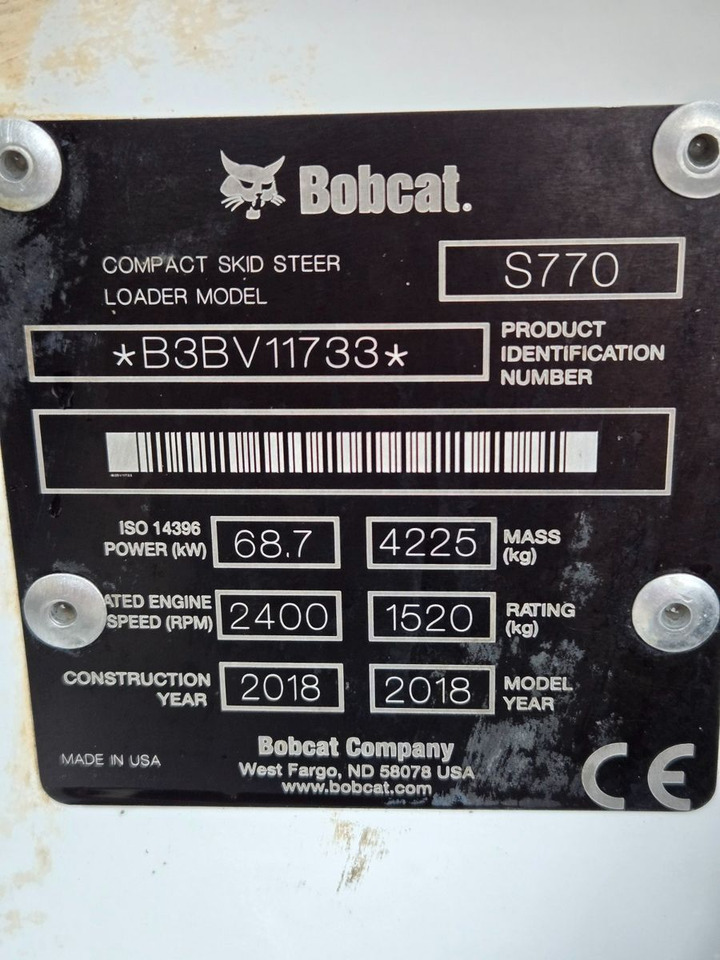 Bobcat.
COMPACT SKID STEER
LOADER MODEL
S770
*B3BV11733*
PRODUCT
IDENTIFICATION
NUMBER
ISO 14396
POWER (kW)
68.7
4225
MASS
(kg)
ATED ENGINE
SPEED (RPM)
2400
1520
RATING
(kg)
CONSTRUCTION
YEAR
2018
2018
MODEL
YEAR
Bobcat Company
West Fargo, ND 58078 USA
www.bobcat.com
MADE IN USA
CE